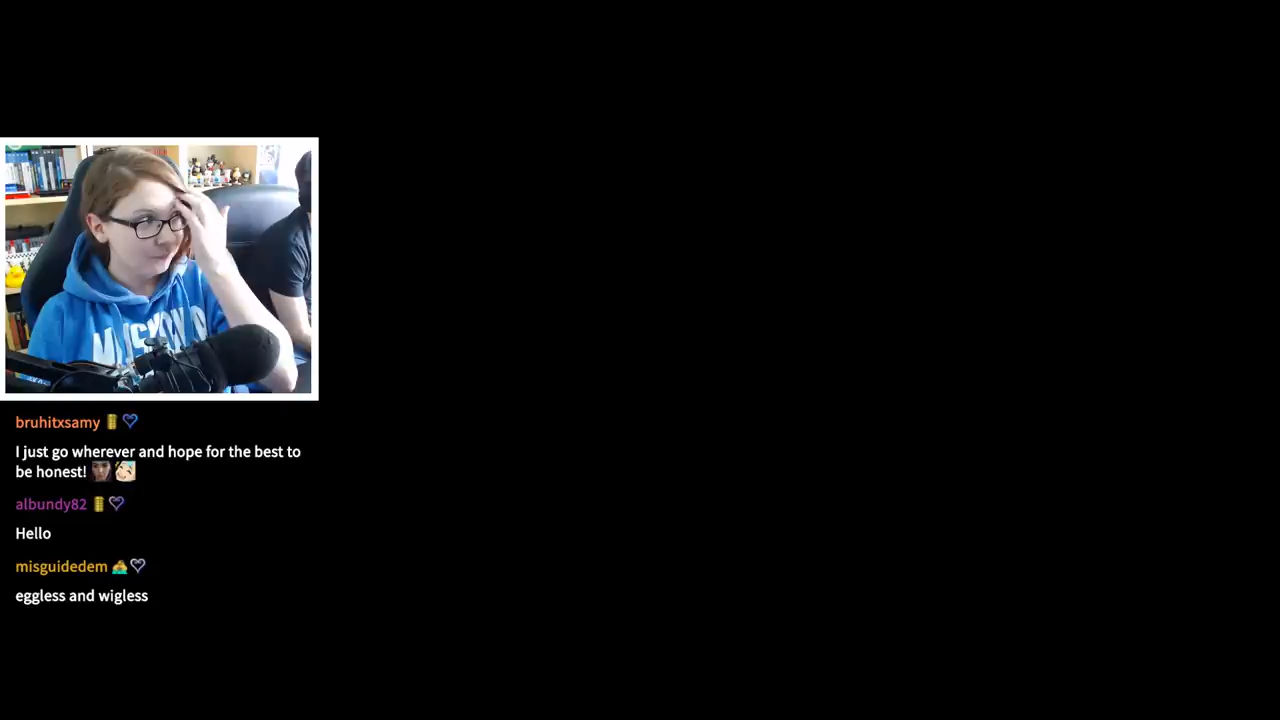 bruhitxsamy
I just go wherever and hope for the best to
be honest!
albundy82
Hello
misguidedem
eggless and wigless